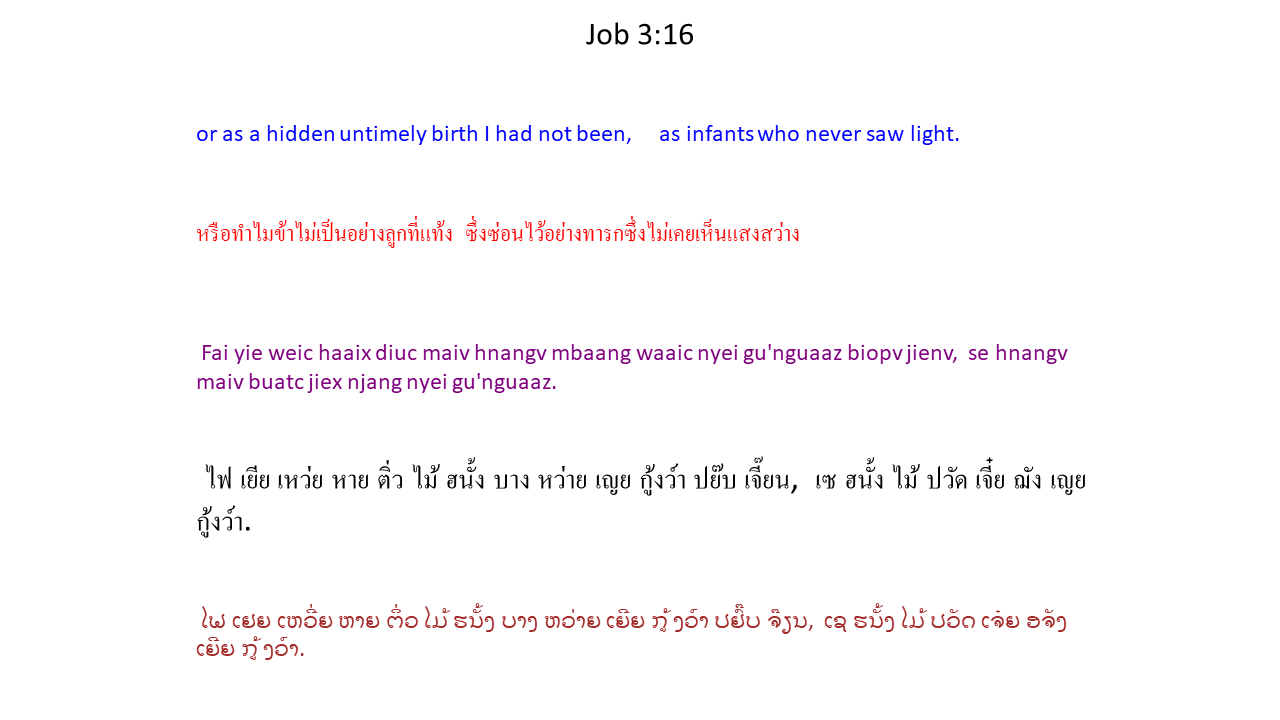 Job 3:16
or as a hidden untimely birth I had not been, as infants who never saw light.
หรือทำไมข้าไม่เป็นอย่างลูกที่แท้ง ซึ่งซ่อนไว้อย่างทารกซึ่งไม่เคยเห็นแสงสว่าง
Fai yie weic haaix diuc maiv hnangv mbaang waaic nyei gu'nguaaz biopv jienv, se hnangv
maiv buatc jiex njang nyei gu'nguaaz.
ไฟ เยีย เหว่ย หาย ติ่ว ไม้ ฮนั้ง บาง หว่าย เญย กู้งว์า ปยั๊บ เจี๊ยน, เซ ฮนั้ง ไม้ ปวัด เจี๋ย ฌัง เญย
กู้งว์า.
ໄຟ ເຢຍ ເຫວີ່ຍ ຫາຍ ຕິ່ວ ໄມ້ ຮນັ້ງ ບາງ ຫວ່າຍ ເຍີຍ ກູ້ງວ໌າ ປຢົ໊ບ ຈ໊ຽນ, ເຊ ຮນັ້ງ ໄມ້ ປວັດ ເຈ໋ຍ ອຈັງ
ເຍີຍ ກູ້ງວ໌າ.